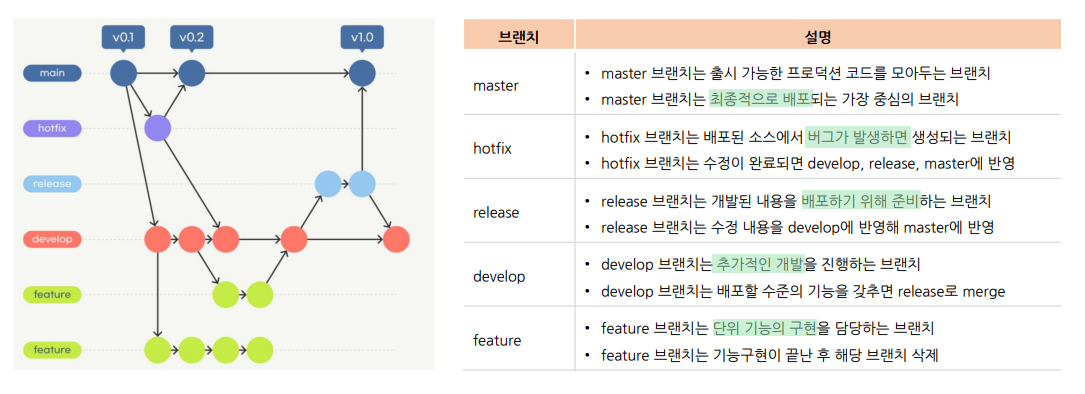 v0.1
v0.2
v1.0
main
hotfix
release
develop
feature
feature
브랜치
설명
master
• master 브랜치는 출시 가능한 프로덕션 코드를 모아두는 브랜치
• master 브랜치는 최종적으로 배포되는 가장 중심의 브랜치
hotfix
• hotfix 브랜치는 배포된 소스에서 버그가 발생하면 생성되는 브랜치
• hotfix 브랜치는 수정이 완료되면 develop, release, master에 반영
release
• release 브랜치는 개발된 내용을 배포하기 위해 준비하는 브랜치
• release 브랜치는 수정 내용을 develop에 반영해 master에 반영
develop
• develop 브랜치는 추가적인 개발을 진행하는 브랜치
• develop 브랜치는 배포할 수준의 기능을 갖추면 release로 merge
feature
• feature 브랜치는 단위 기능의 구현을 담당하는 브랜치
• feature 브랜치는 기능구현이 끝난 후 해당 브랜치 삭제